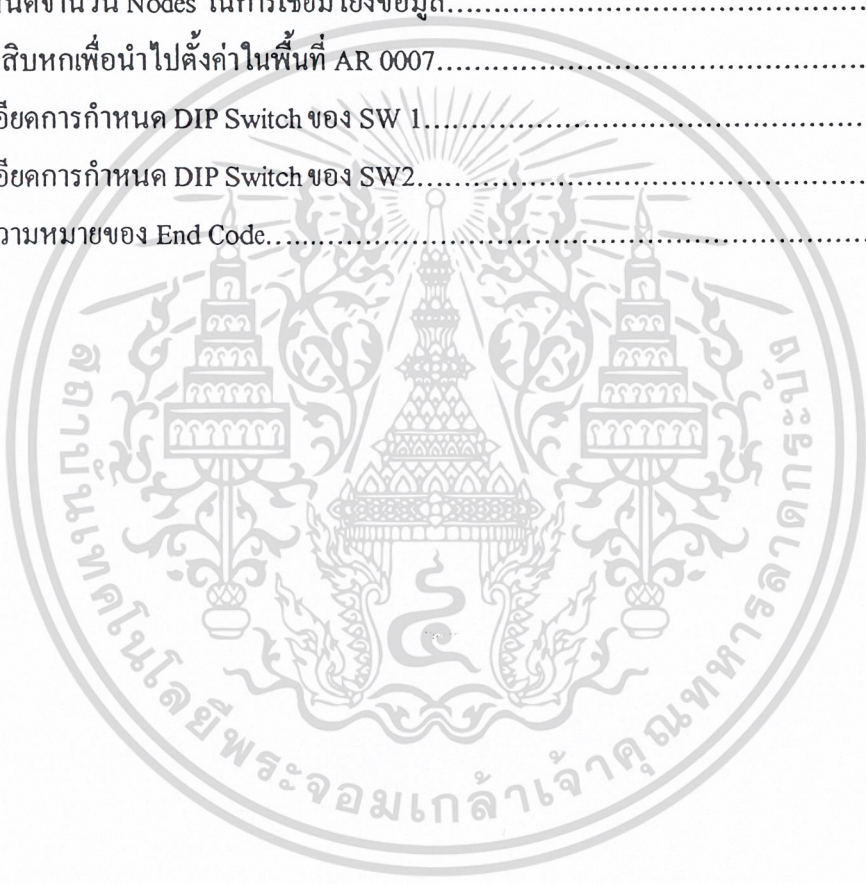 จำนวน Nodes ในการเชื่อมโยงข้อมูล
สิบหกเพื่อนำไปตั้งค่าในพื้นที่ AR 0007
อียดการกำหนด DIP Switch ของ SW 1
อียดการกำหนด DIP Switch ของ SW2
วามหมายของ End Code
สถาบันเทคโนโลยีพระจอมเกล้าเจ้าคุณทหารลาดกระบัง